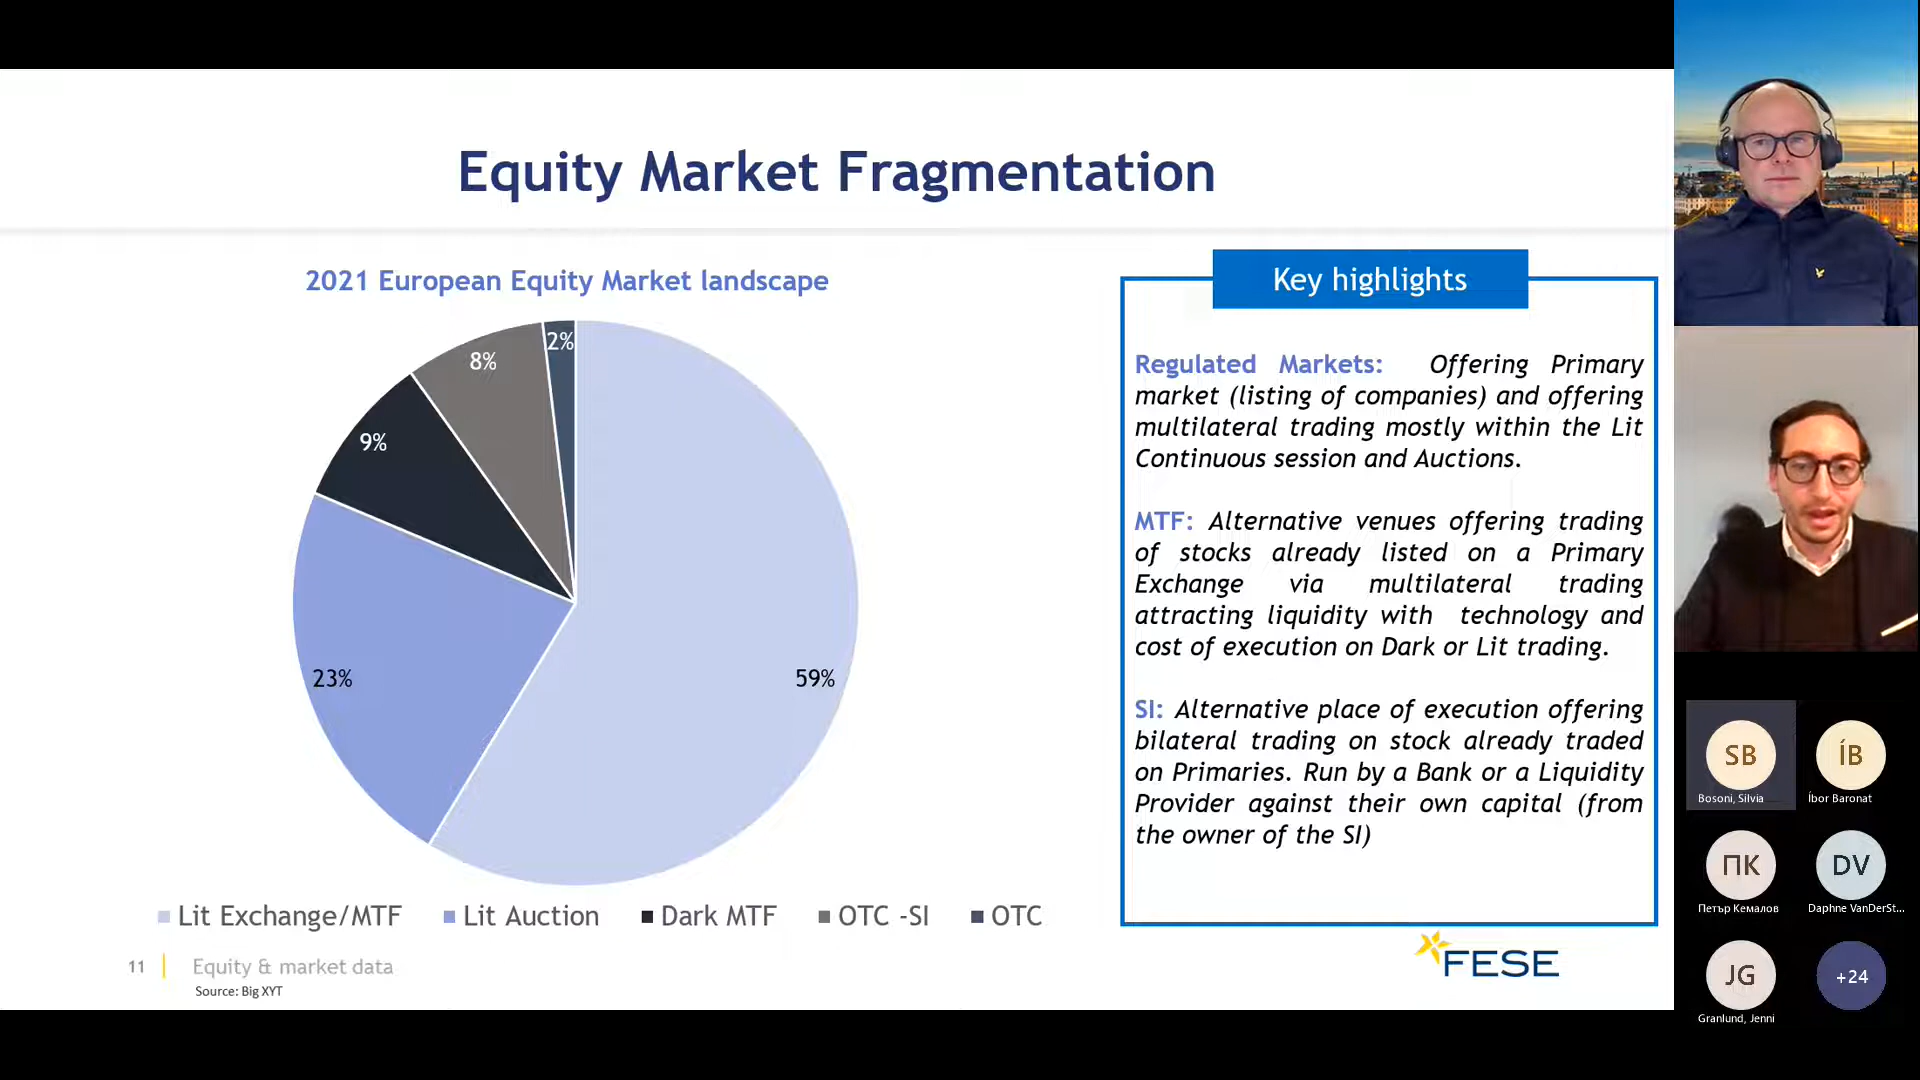 Equity Market Fragmentation
2021 European Equity Market landscape
2%
8%
9%
23%
59%
Lit Exchange/MTF
Lit Auction
Dark MTF
OTC -SI
OTC
Key highlights
Regulated Markets: Offering Primary
market (listing of companies) and offering
multilateral trading mostly within the Lit
Continuous session and Auctions.
MTF: Alternative venues offering trading
of stocks already listed on a Primary
Exchange via multilateral trading
attracting liquidity with technology and
cost of execution on Dark or Lit trading.
SI: Alternative place of execution offering
bilateral trading on stock already traded
on Primaries. Run by a Bank or a Liquidity
Provider against their own capital (from
the owner of the SI)
11
Equity & market data
Source: Big XYT
FESE
SB
Bosoni, Silvia
ÍB
Íbor Baronat
ПК
Петър Кемалов
DV
Daphne VanDerSt...
JG
Granlund, Jenni
+24